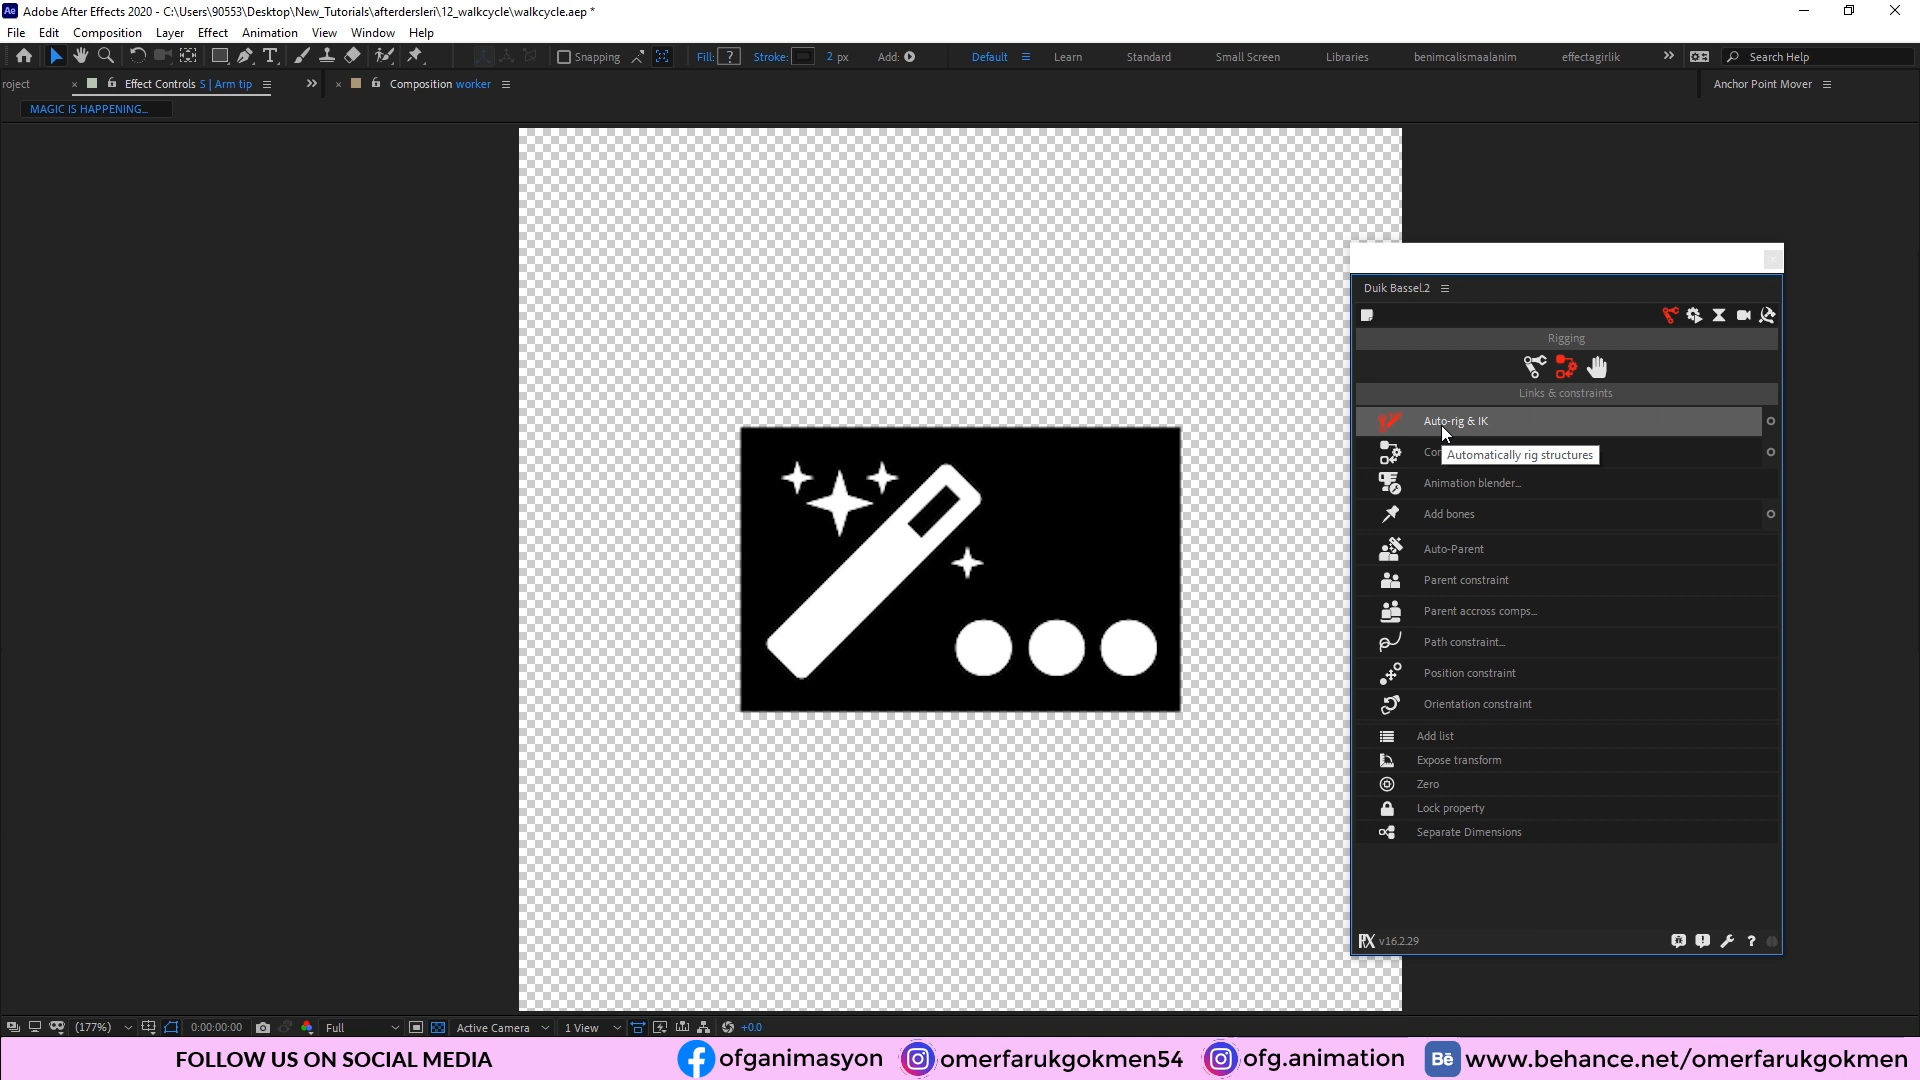 Ae Adobe After Effects 2020 - C:\Users\90553\Desktop\New_Tutorials\afterdersleri\12_walkcycle\walkcycle.aep *
File Edit Composition Layer Effect Animation View Window Help
Snapping Fill: ? Stroke: 2 px Add: Default Learn Standard Small Screen Libraries benimcalismaalanim effectagirlik Search Help
roject Effect Controls S | Arm tip Composition worker Anchor Point Mover
MAGIC IS HAPPENING...
Duik Bassel.2
Rigging
Links & constraints
Auto-rig & IK
Con
Automatically rig structures
Animation blender...
Add bones
Auto-Parent
Parent constraint
Parent accross comps...
Path constraint...
Position constraint
Orientation constraint
Add list
Expose transform
Zero
Lock property
Separate Dimensions
RX v16.2.29
?
(177%) 0:00:00:00 Full Active Camera 1 View +0.0
FOLLOW US ON SOCIAL MEDIA ofganimasyon omerfarukgokmen54 ofg.animation Bē www.behance.net/omerfarukgokmen